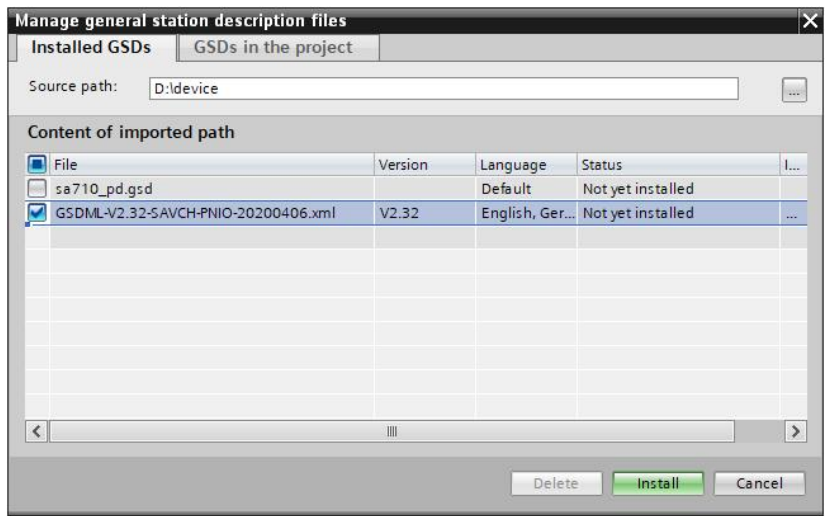 Manage general station description files
Installed GSDs GSDs in the project
Source path: D:\device ...
Content of imported path
File Version Language Status I...
sa710_pd.gsd Default Not yet installed
GSDML-V2.32-SAVCH-PNIO-20200406.xml V2.32 English, Ger... Not yet installed ...
Delete Install Cancel